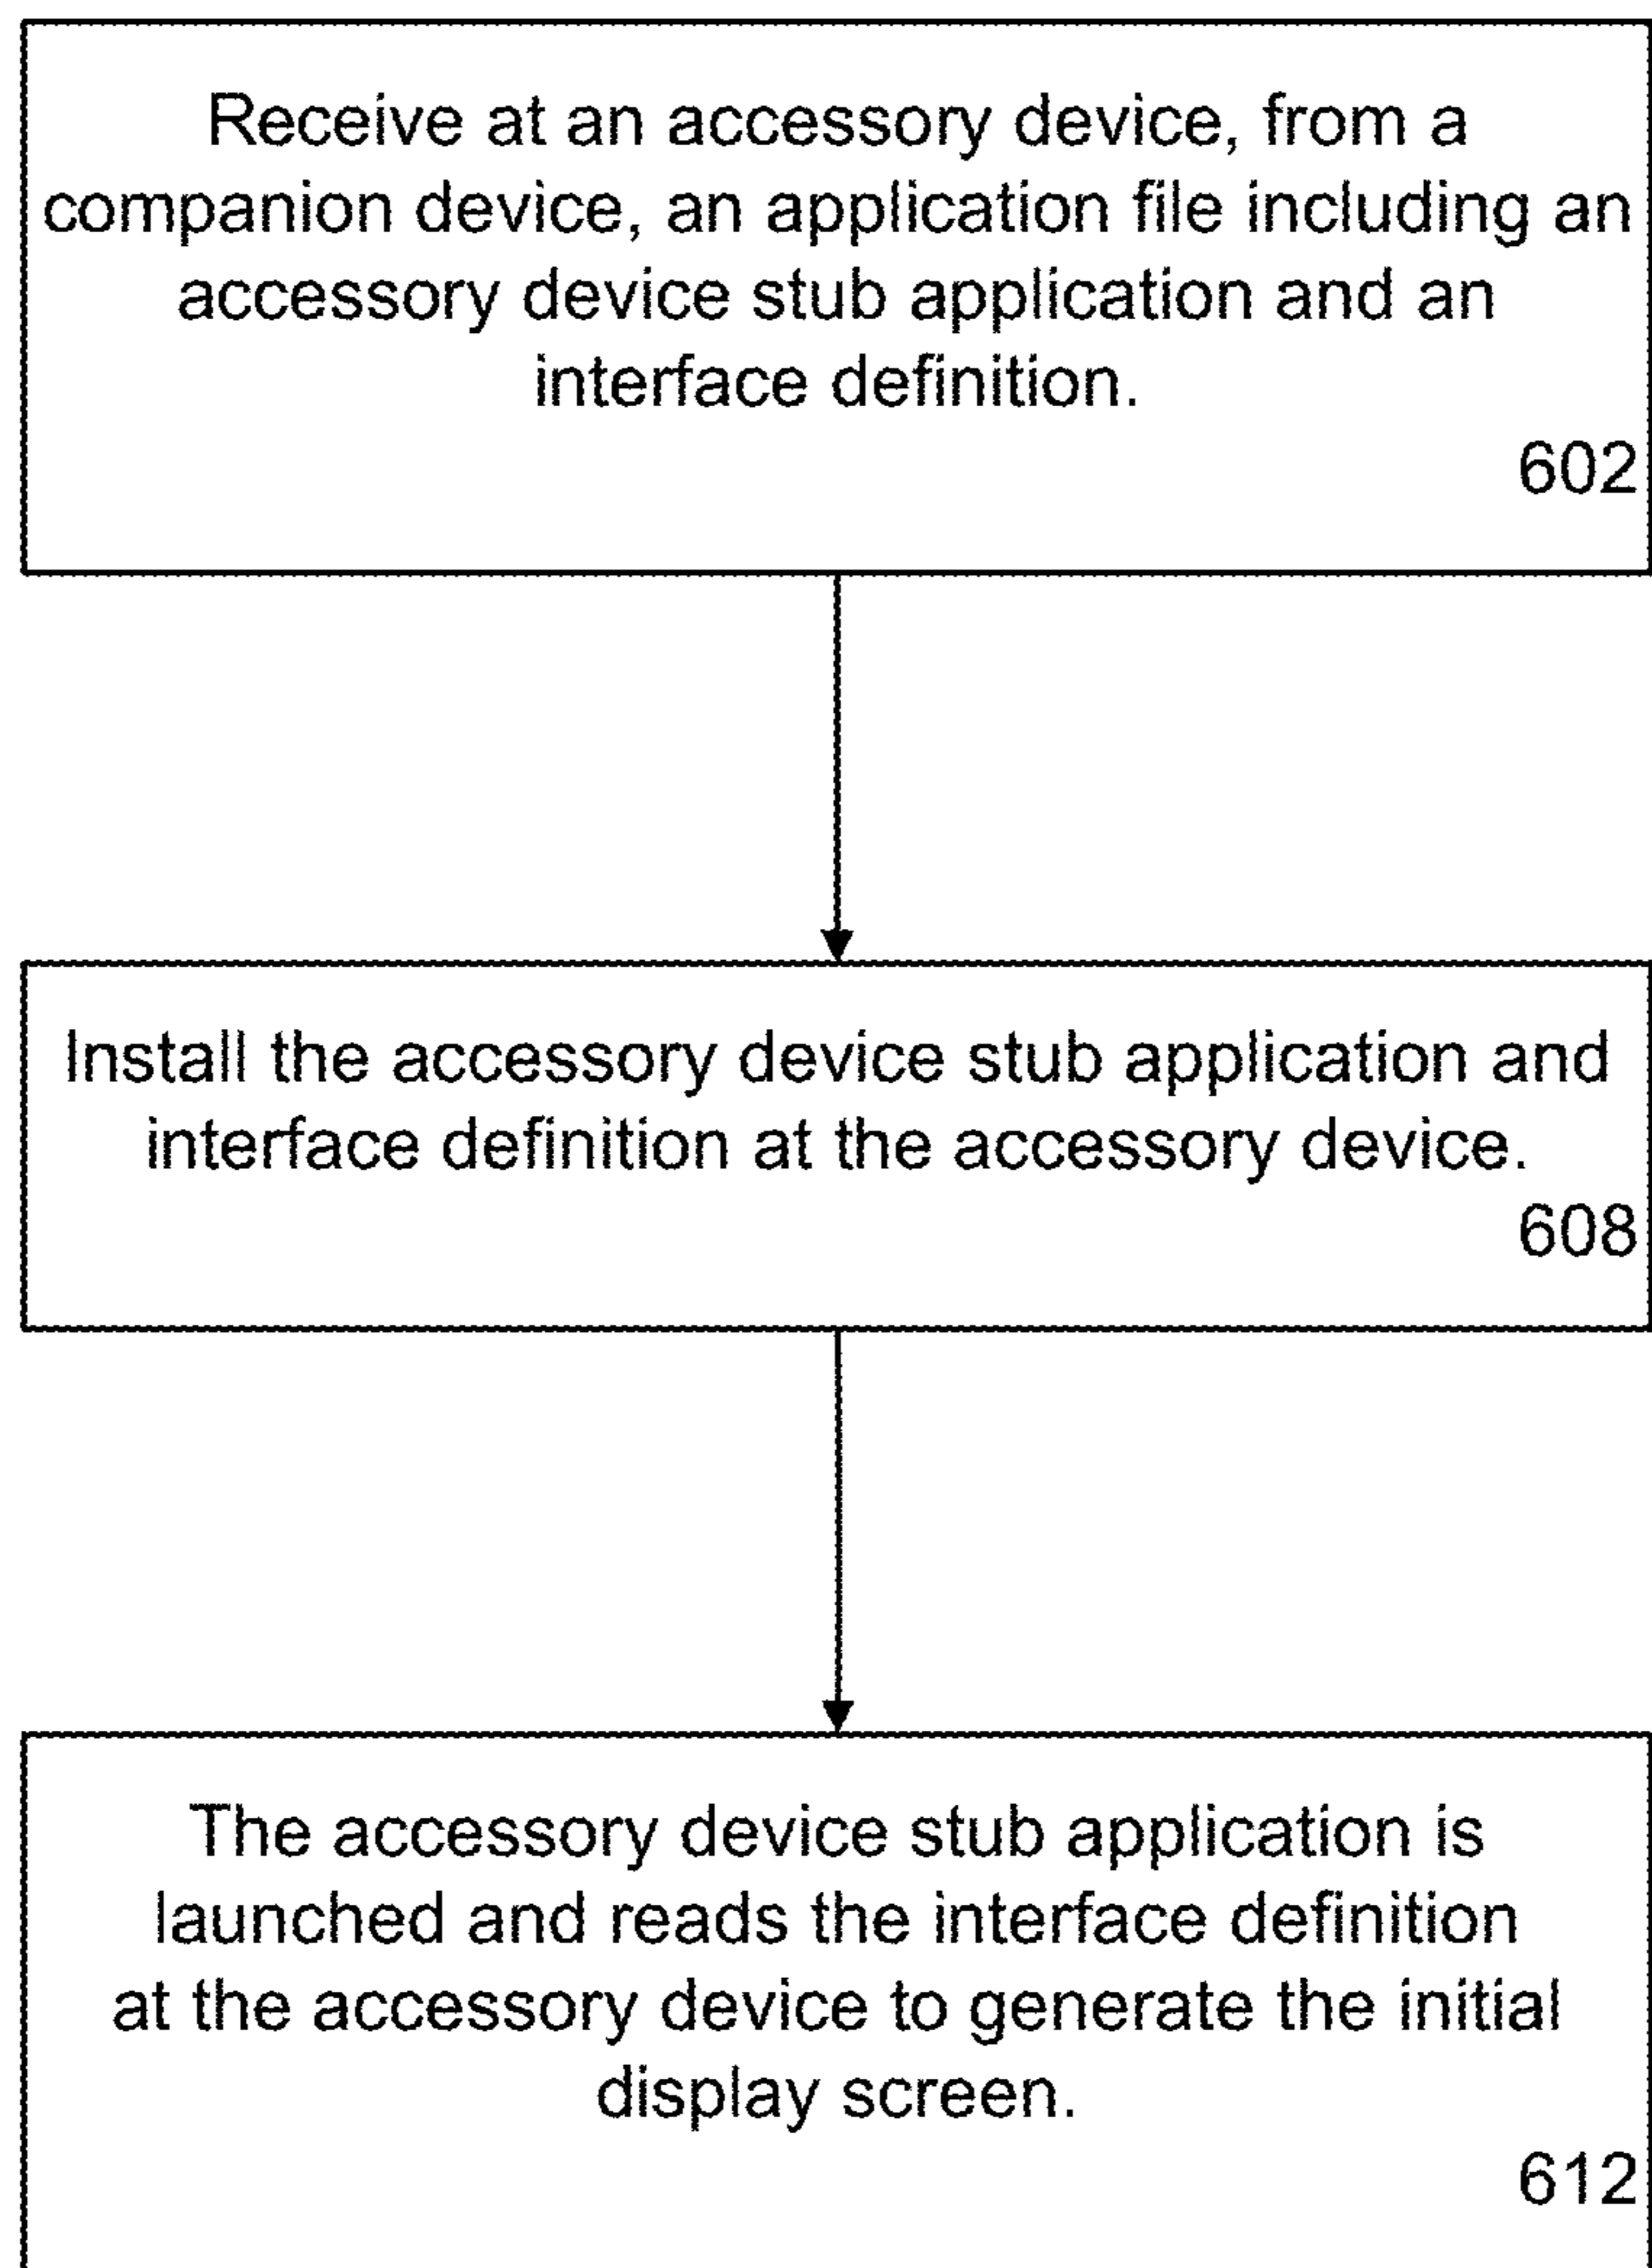 Receive at an accessory device, from a
companion device, an application file including an
accessory device stub application and an
interface definition.
602
Install the accessory device stub application and
interface definition at the accessory device.
608
The accessory device stub application is
launched and reads the interface definition
at the accessory device to generate the initial
display screen.
612